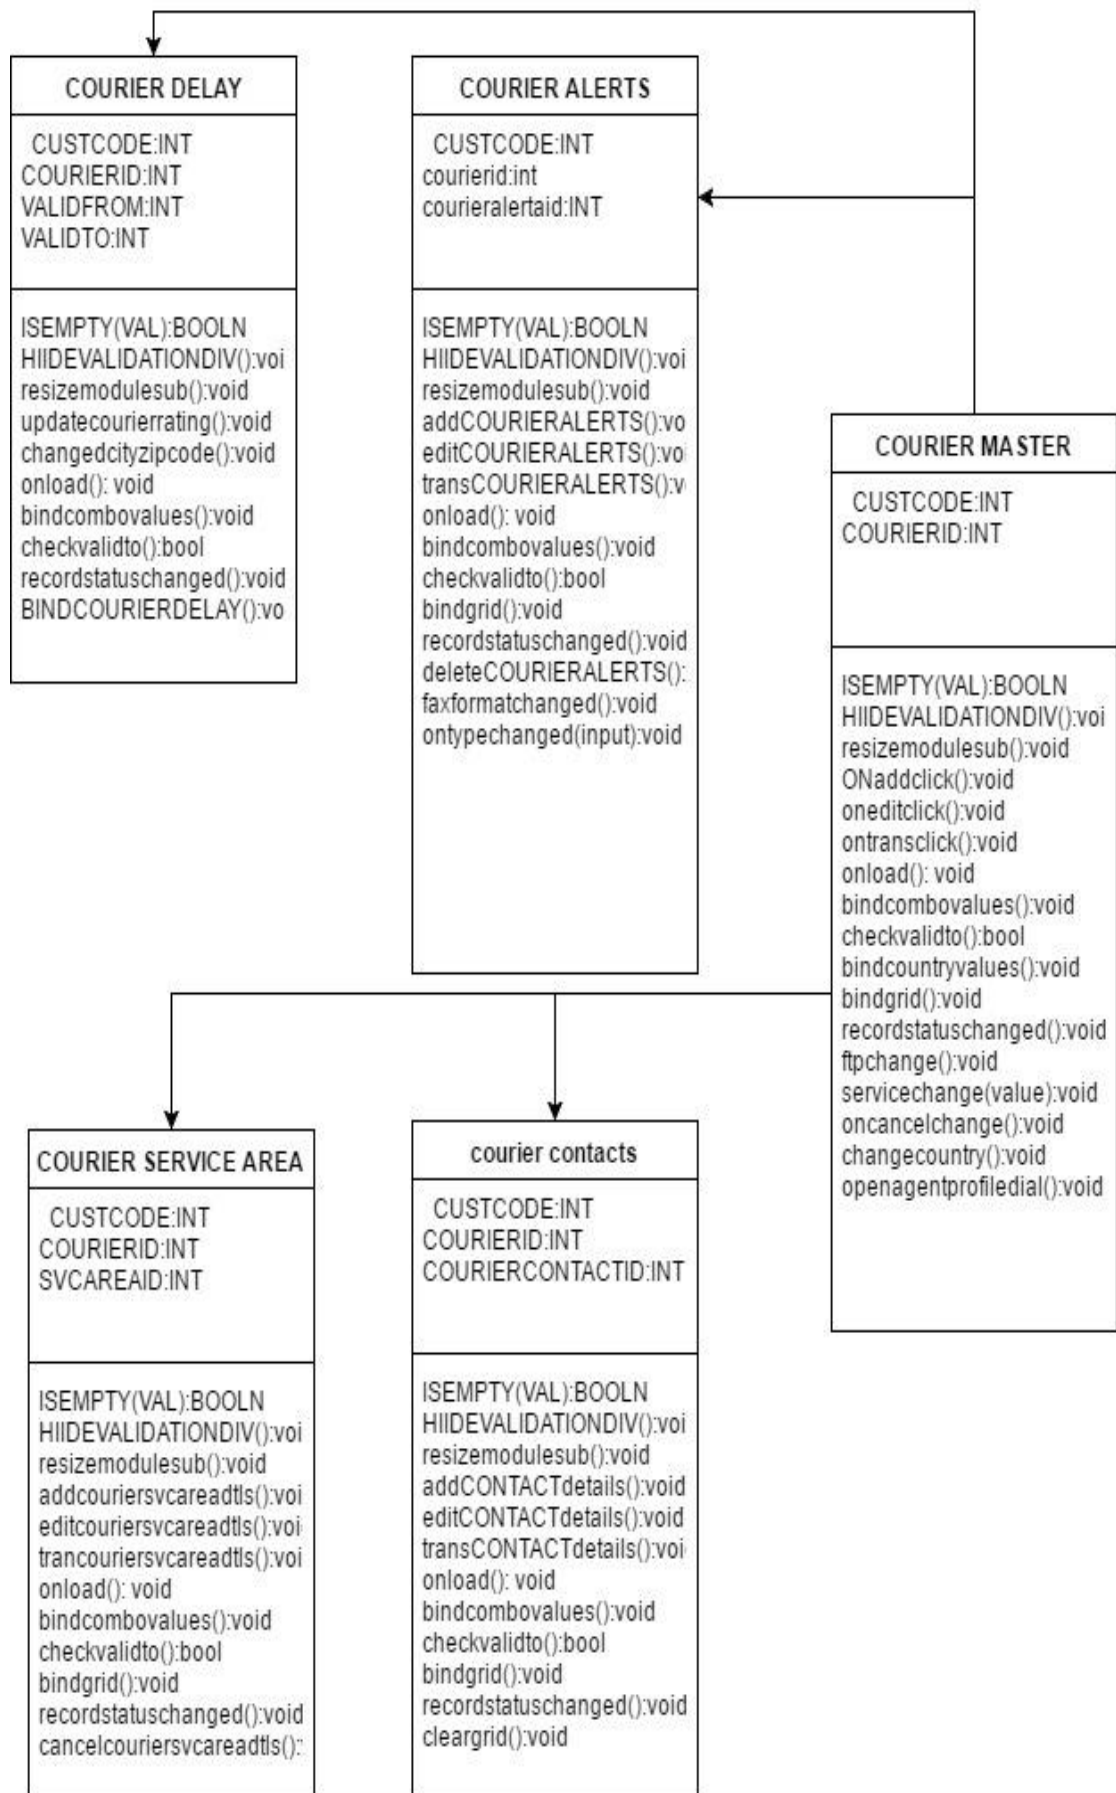 COURIER DELAY
CUSTCODE:INT
COURIERID:INT
VALIDFROM:INT
VALIDTO:INT
ISEMPTY(VAL):BOOLN
HIIDEVALIDATIONDIV():voi
resizemodulesub():void
updatecourierrating():void
changedcityzipcode():void
onload(): void
bindcombovalues():void
checkvalidto():bool
recordstatuschanged():void
BINDCOURIERDELAY():vo
COURIER ALERTS
CUSTCODE:INT
courierid:int
courieralertaid:INT
ISEMPTY(VAL):BOOLN
HIIDEVALIDATIONDIV():voi
resizemodulesub():void
addCOURIERALERTS():vo
editCOURIERALERTS():voi
transCOURIERALERTS():v
onload(): void
bindcombovalues():void
checkvalidto():bool
bindgrid():void
recordstatuschanged():void
deleteCOURIERALERTS():
faxformatchanged():void
ontypechanged(input):void
COURIER MASTER
CUSTCODE:INT
COURIERID:INT
ISEMPTY(VAL):BOOLN
HIIDEVALIDATIONDIV():voi
resizemodulesub():void
ONaddclick():void
oneditclick():void
ontransclick():void
onload(): void
bindcombovalues():void
checkvalidto():bool
bindcountryvalues():void
bindgrid():void
recordstatuschanged():void
ftpchange():void
servicechange(value):void
oncancelchange():void
changecountry():void
openagentprofiledial():void
COURIER SERVICE AREA
CUSTCODE:INT
COURIERID:INT
SVCAREAID:INT
ISEMPTY(VAL):BOOLN
HIIDEVALIDATIONDIV():voi
resizemodulesub():void
addcouriersvcareadtls():voi
editcouriersvcareadtls():voi
trancouriersvcareadtls():voi
onload(): void
bindcombovalues():void
checkvalidto():bool
bindgrid():void
recordstatuschanged():void
cancelcouriersvcareadtls():
courier contacts
CUSTCODE:INT
COURIERID:INT
COURIERCONTACTID:INT
ISEMPTY(VAL):BOOLN
HIIDEVALIDATIONDIV():voi
resizemodulesub():void
addCONTACTdetails():void
editCONTACTdetails():void
transCONTACTdetails():voi
onload(): void
bindcombovalues():void
checkvalidto():bool
bindgrid():void
recordstatuschanged():void
cleargrid():void